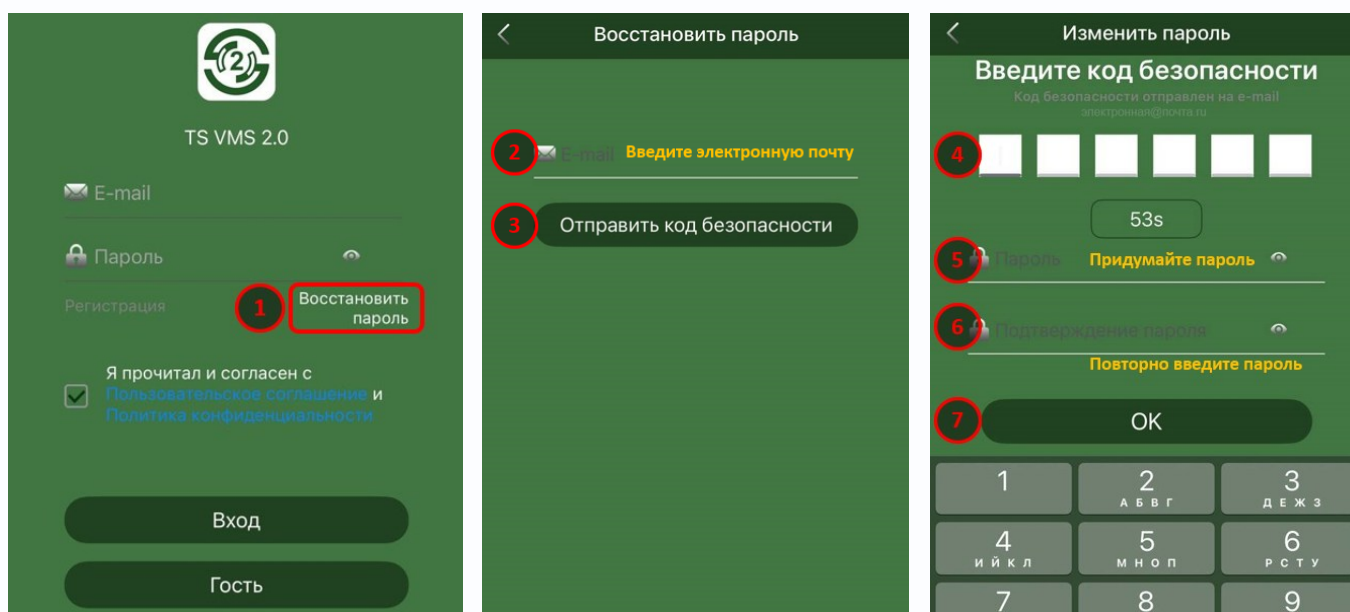 2
TS VMS 2.0
E-mail
Пароль
Регистрация
1
Восстановить
пароль
Я прочитал и согласен с
Пользовательское соглашение и
Политика конфиденциальности
Вход
Гость
Восстановить пароль
2
E-mail Введите электронную почту
3
Отправить код безопасности
Изменить пароль
Введите код безопасности
Код безопасности отправлен на e-mail
электронная@почта.ru
4
53s
5
Пароль Придумайте пароль
6
Подтверждение пароля
Повторно введите пароль
7
OK
1
2
3
А Б В Г
Д Е Ж З
4
5
6
И Й К Л
М Н О П
Р С Т У
7
8
9